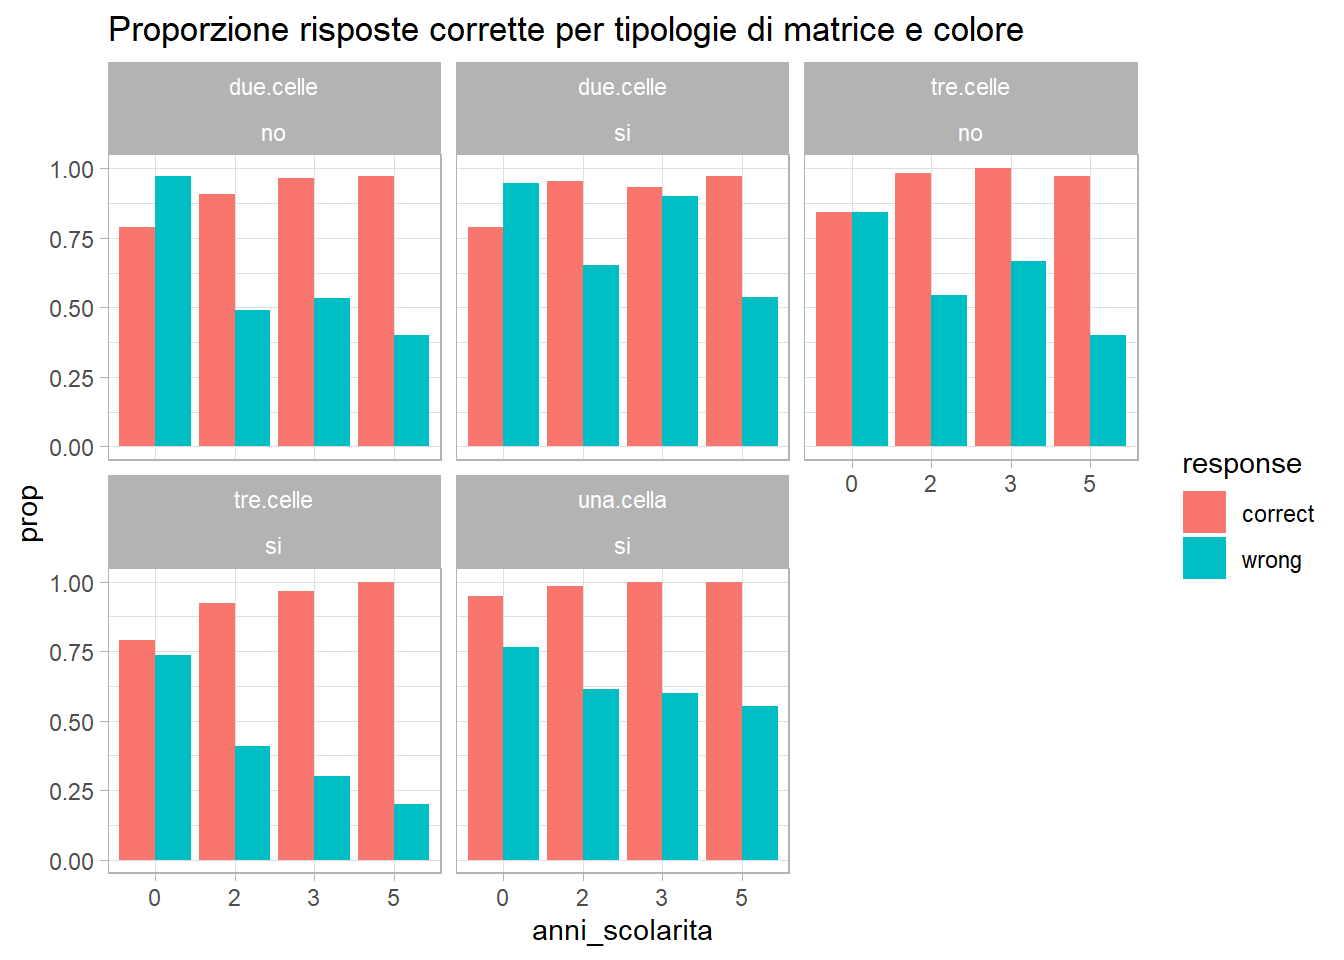 Proporzione risposte corrette per tipologie di matrice e colore
due.celle
no
due.celle
si
tre.celle
no
1.00
0.75
0.50
0.25
0.00
0 2 3 5
tre.celle
si
una.cella
si
1.00
0.75
0.50
0.25
0.00
0 2 3 5
0 2 3 5
anni_scolarita
prop
response
correct
wrong